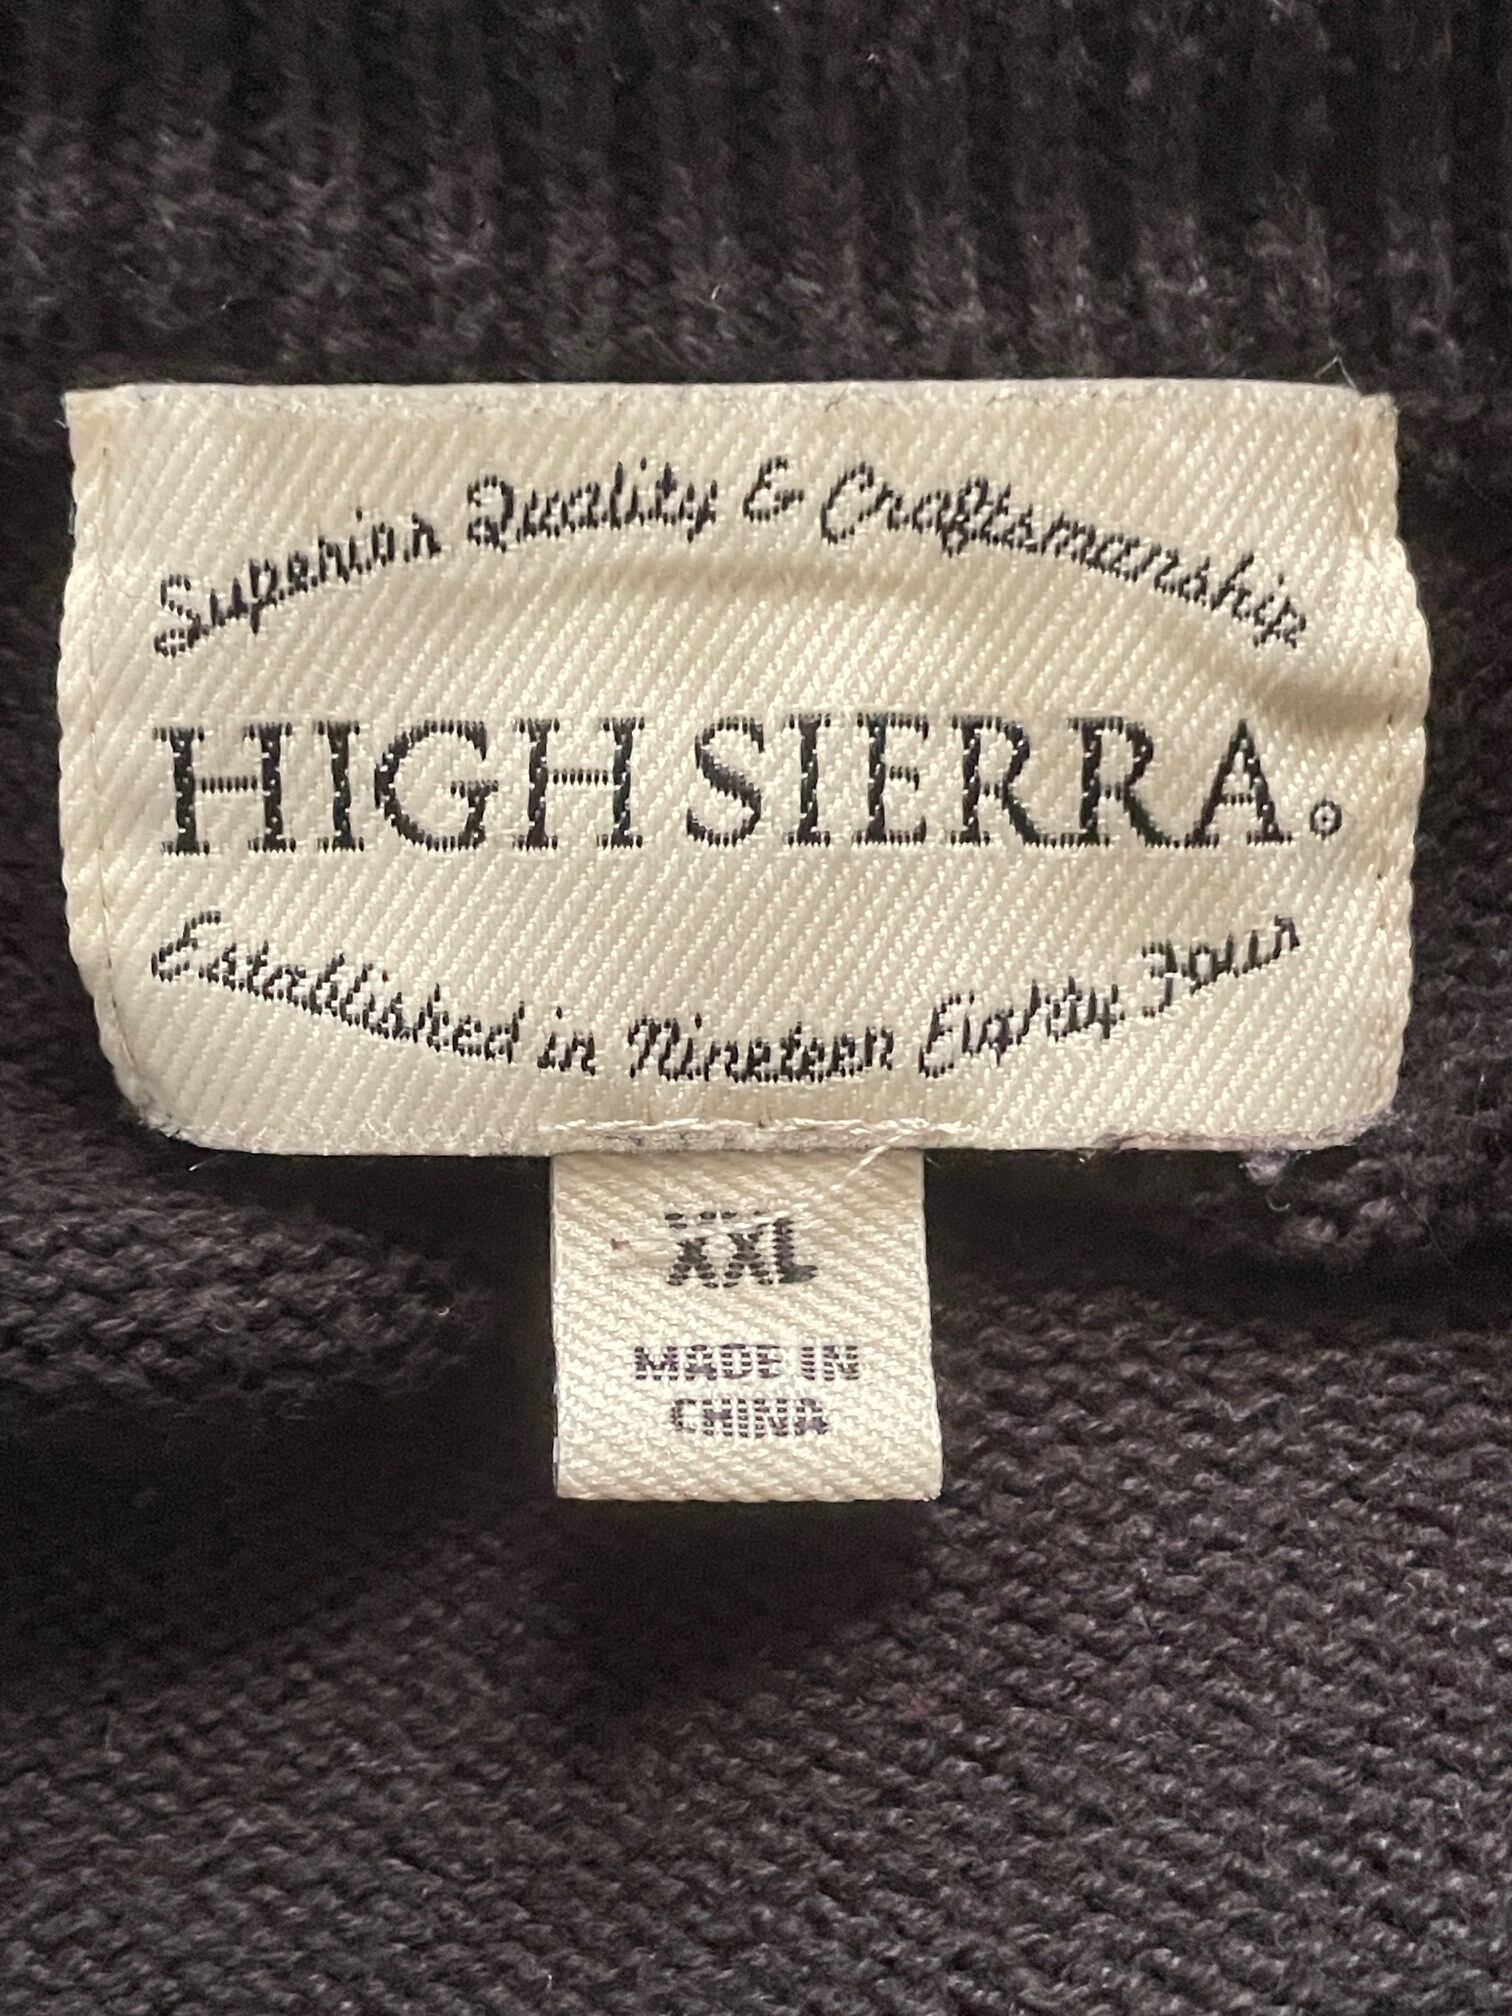 Superior Quality & Craftsmanship
HIGH SIERRA®
Established in Nineteen Eighty Four
XXL
MADE IN
CHINA